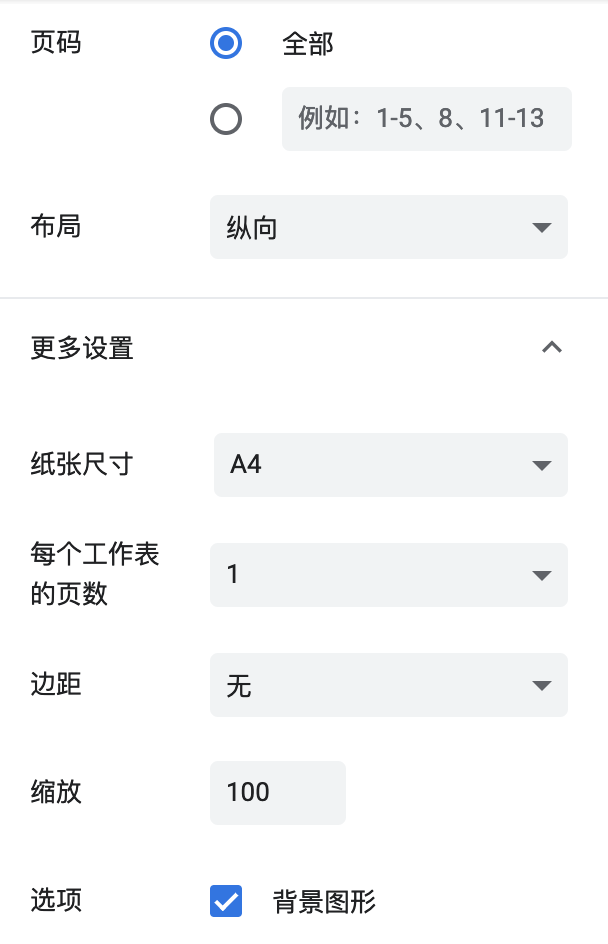 页码
全部
例如：1-5、8、11-13
布局
纵向
更多设置
纸张尺寸
A4
每个工作表
的页数
1
边距
无
缩放
100
选项
背景图形